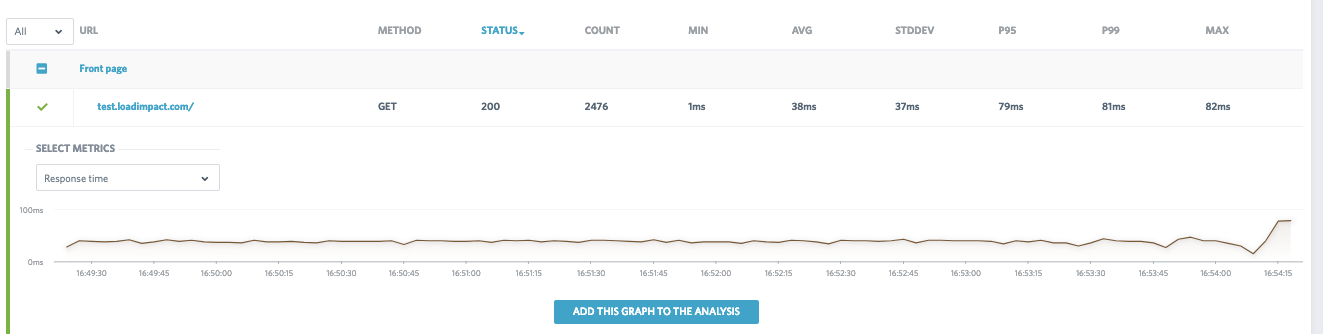 All URL METHOD STATUS COUNT MIN AVG STDDEV P95 P99 MAX
Front page
test.loadimpact.com/ GET 200 2476 1ms 38ms 37ms 79ms 81ms 82ms
SELECT METRICS
Response time
100ms
0ms
16:49:30 16:49:45 16:50:00 16:50:15 16:50:30 16:50:45 16:51:00 16:51:15 16:51:30 16:51:45 16:52:00 16:52:15 16:52:30 16:52:45 16:53:00 16:53:15 16:53:30 16:53:45 16:54:00 16:54:15
ADD THIS GRAPH TO THE ANALYSIS